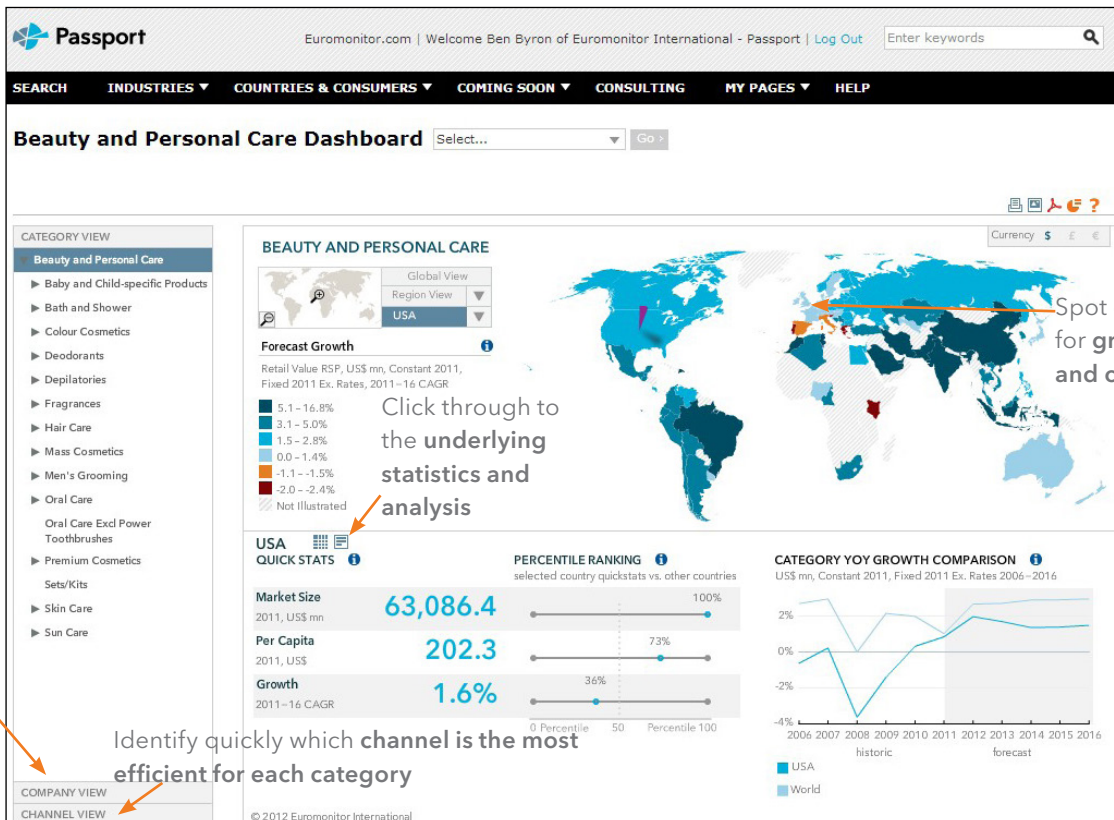 Passport
Euromonitor.com | Welcome Ben Byron of Euromonitor International - Passport | Log Out
Enter keywords
SEARCH INDUSTRIES COUNTRIES & CONSUMERS COMING SOON CONSULTING MY PAGES HELP
Beauty and Personal Care Dashboard Select... Go ›
CATEGORY VIEW
Beauty and Personal Care
Baby and Child-specific Products
Bath and Shower
Colour Cosmetics
Deodorants
Depilatories
Fragrances
Hair Care
Mass Cosmetics
Men's Grooming
Oral Care
Oral Care Excl Power
Toothbrushes
Premium Cosmetics
Sets/Kits
Skin Care
Sun Care
COMPANY VIEW
CHANNEL VIEW
Currency $ £ €
BEAUTY AND PERSONAL CARE
Global View
Region View
USA
Forecast Growth
Retail Value RSP, US$ mn, Constant 2011,
Fixed 2011 Ex. Rates, 2011-16 CAGR
5.1 - 16.8%
3.1 - 5.0%
1.5 - 2.8%
0.0 - 1.4%
-1.1 - -1.5%
-2.0 - -2.4%
Not Illustrated
Click through to
the underlying
statistics and
analysis
Spot
for gr
and c
USA
QUICK STATS
Market Size
2011, US$ mn
63,086.4
Per Capita
2011, US$
202.3
Growth
2011-16 CAGR
1.6%
PERCENTILE RANKING
selected country quickstats vs. other countries
100%
73%
36%
0 Percentile 50 Percentile 100
CATEGORY YOY GROWTH COMPARISON
US$ mn, Constant 2011, Fixed 2011 Ex. Rates 2006-2016
2%
0%
-2%
-4%
2006 2007 2008 2009 2010 2011 2012 2013 2014 2015 2016
historic forecast
USA
World
Identify quickly which channel is the most
efficient for each category
© 2012 Euromonitor International